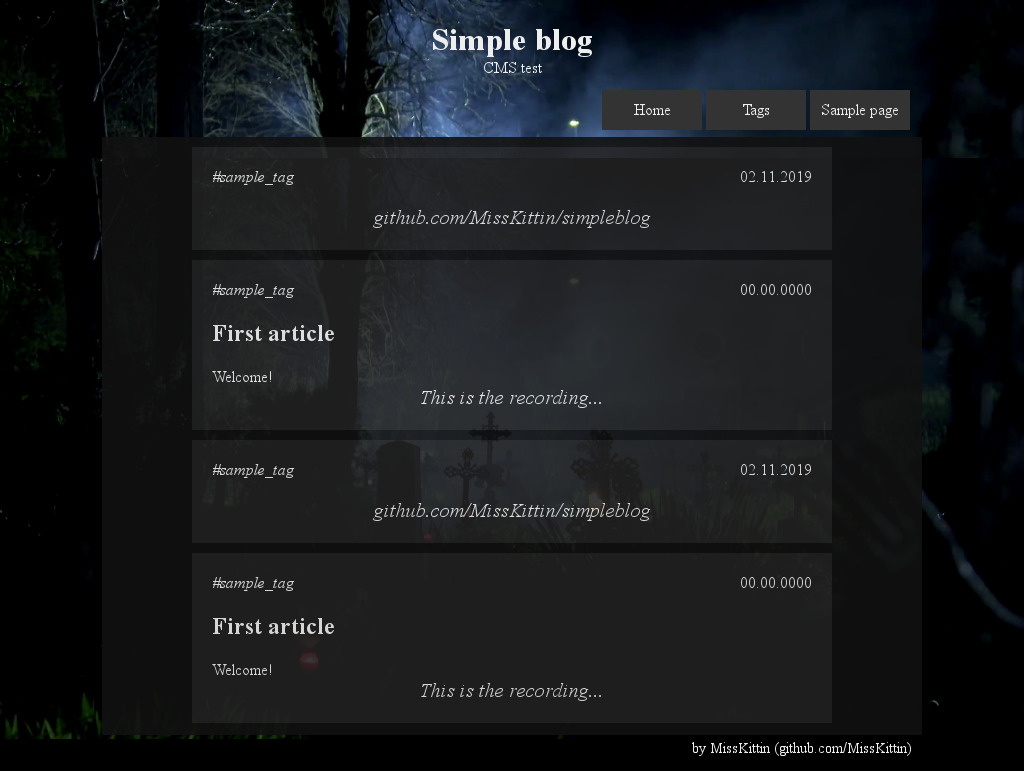 Simple blog
CMS test
Home Tags Sample page
#sample_tag 02.11.2019
github.com/MissKittin/simpleblog
#sample_tag 00.00.0000
First article
Welcome!
This is the recording...
#sample_tag 02.11.2019
github.com/MissKittin/simpleblog
#sample_tag 00.00.0000
First article
Welcome!
This is the recording...
by MissKittin (github.com/MissKittin)